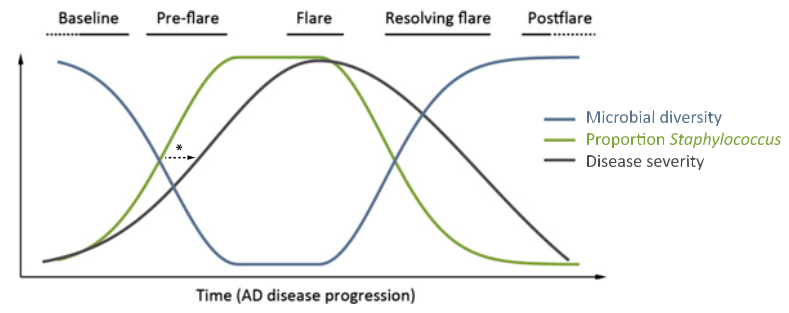 Baseline Pre-flare Flare Resolving flare Postflare
*
Microbial diversity
Proportion Staphylococcus
Disease severity
Time (AD disease progression)